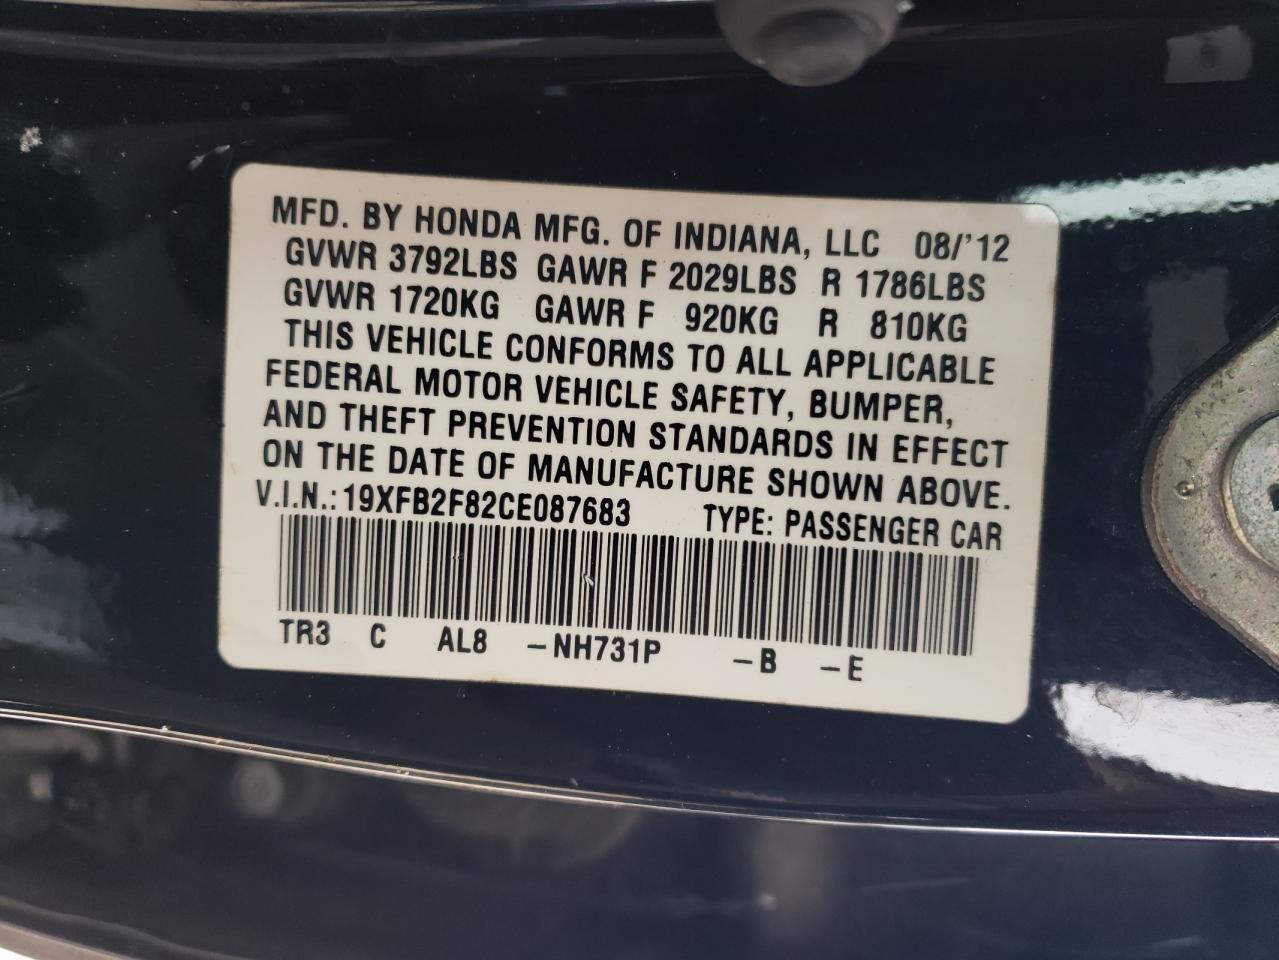 MFD. BY HONDA MFG. OF INDIANA, LLC 08/'12
GVWR 3792LBS GAWR F 2029LBS R 1786LBS
GVWR 1720KG GAWR F 920KG R 810KG
THIS VEHICLE CONFORMS TO ALL APPLICABLE
FEDERAL MOTOR VEHICLE SAFETY, BUMPER,
AND THEFT PREVENTION STANDARDS IN EFFECT
ON THE DATE OF MANUFACTURE SHOWN ABOVE.
V.I.N.:19XFB2F82CE087683 TYPE: PASSENGER CAR
TR3 C AL8 -NH731P -B -E